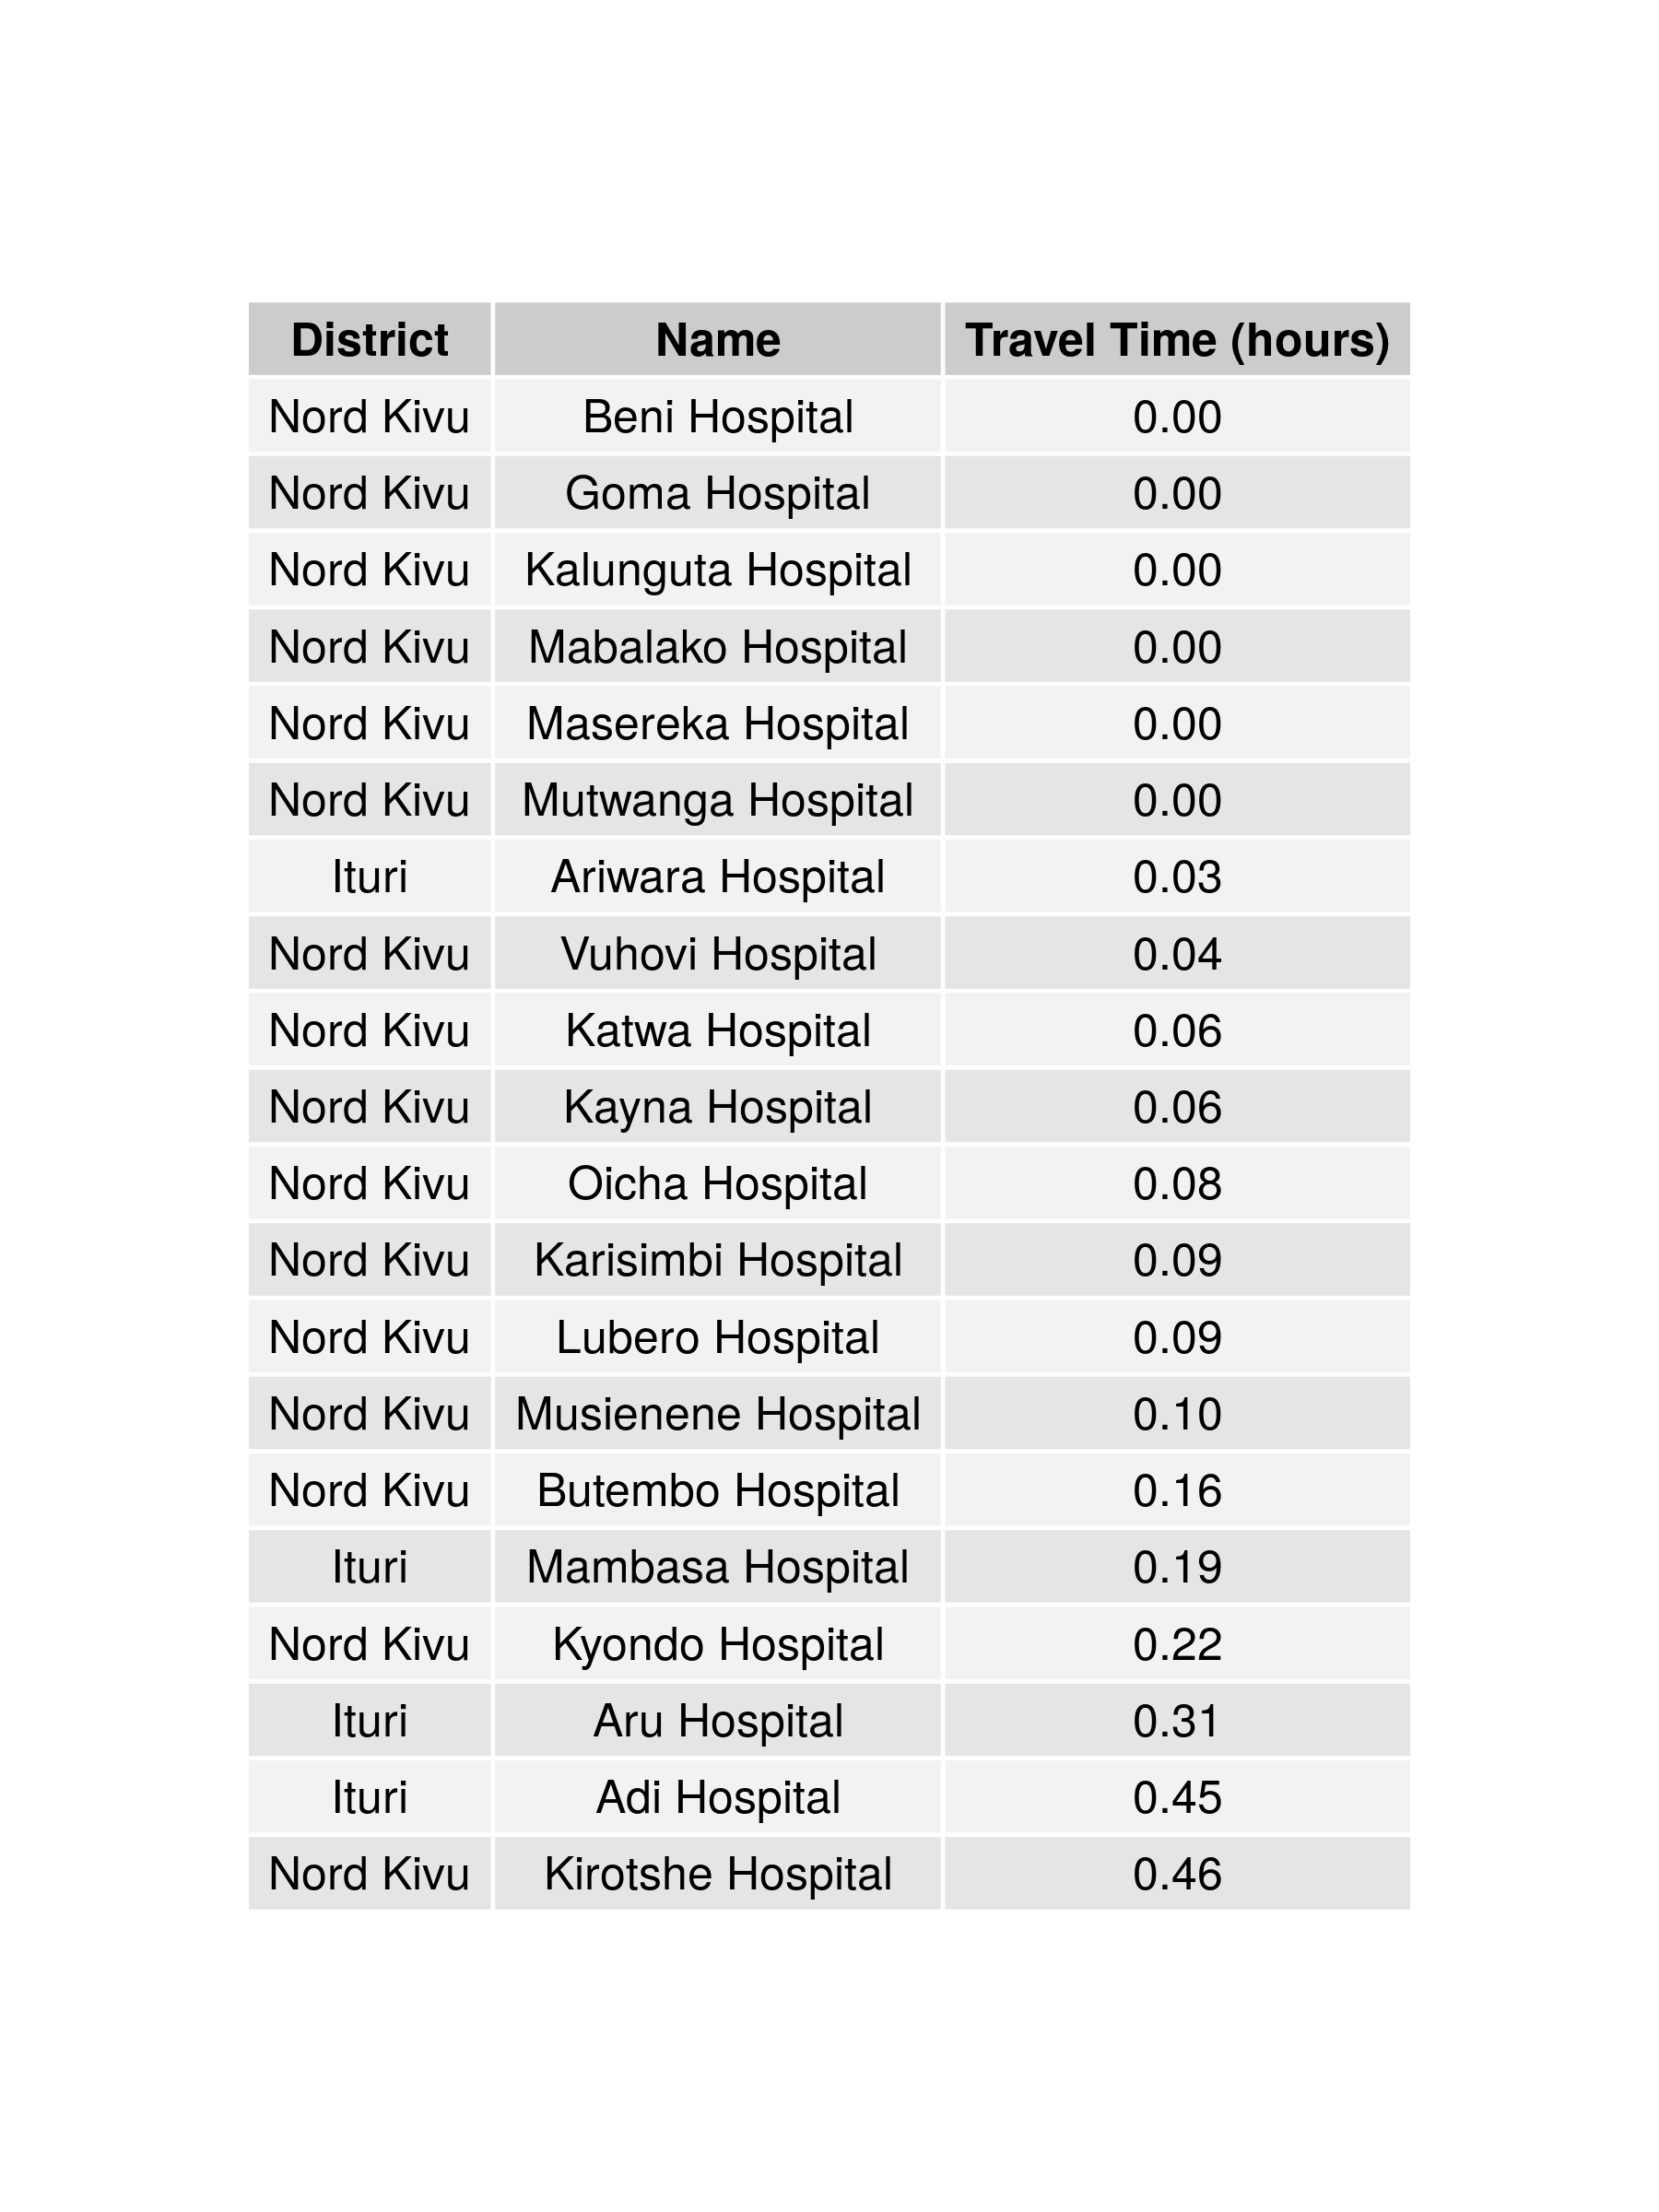 District Name Travel Time (hours)
Nord Kivu Beni Hospital 0.00
Nord Kivu Goma Hospital 0.00
Nord Kivu Kalunguta Hospital 0.00
Nord Kivu Mabalako Hospital 0.00
Nord Kivu Masereka Hospital 0.00
Nord Kivu Mutwanga Hospital 0.00
Ituri Ariwara Hospital 0.03
Nord Kivu Vuhovi Hospital 0.04
Nord Kivu Katwa Hospital 0.06
Nord Kivu Kayna Hospital 0.06
Nord Kivu Oicha Hospital 0.08
Nord Kivu Karisimbi Hospital 0.09
Nord Kivu Lubero Hospital 0.09
Nord Kivu Musienene Hospital 0.10
Nord Kivu Butembo Hospital 0.16
Ituri Mambasa Hospital 0.19
Nord Kivu Kyondo Hospital 0.22
Ituri Aru Hospital 0.31
Ituri Adi Hospital 0.45
Nord Kivu Kirotshe Hospital 0.46